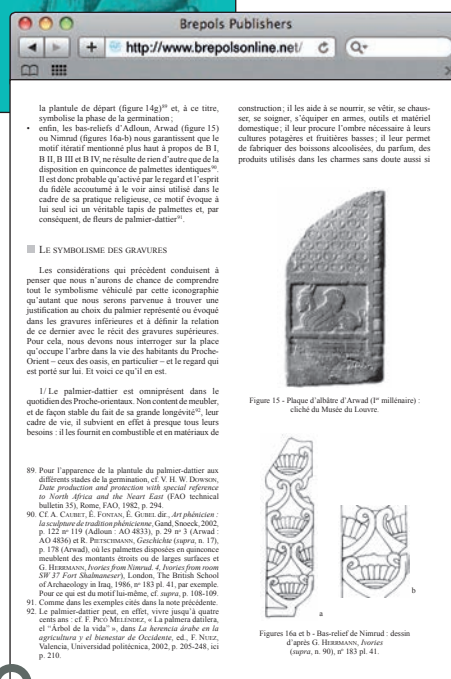 Brepols Publishers
http://www.brepolsonline.net/
la plantule de départ (figure 14g)⁸⁹ et, à ce titre,
symbolise la phase de la germination ;
• enfin, les bas-reliefs d'Adloun, Arwad (figure 15)
ou Nimrud (figures 16a-b) nous garantissent que le
motif itératif mentionné plus haut à propos de B I,
B II, B III et B IV, ne résulte de rien d'autre que de la
disposition en quinconce de palmettes identiques⁹⁰.
Il est donc probable qu'activé par le regard et l'esprit
du fidèle accoutumé à le voir ainsi utilisé dans le
cadre de sa pratique religieuse, ce motif évoque à
lui seul ici un véritable tapis de palmettes et, par
conséquent, de fleurs de palmier-dattier⁹¹.
LE SYMBOLISME DES GRAVURES
Les considérations qui précèdent conduisent à
penser que nous n'aurons de chance de comprendre
tout le symbolisme véhiculé par cette iconographie
qu'autant que nous serons parvenue à trouver une
justification au choix du palmier représenté ou évoqué
dans les gravures inférieures et à définir la relation
de ce dernier avec le récit des gravures supérieures.
Pour cela, nous devons nous interroger sur la place
qu'occupe l'arbre dans la vie des habitants du Proche-
Orient – ceux des oasis, en particulier – et le regard qui
est porté sur lui. Et voici ce qu'il en est.
1/ Le palmier-dattier est omniprésent dans le
quotidien des Proche-orientaux. Non content de meubler,
et de façon stable du fait de sa grande longévité⁹², leur
cadre de vie, il subvient en effet à presque tous leurs
besoins : il les fournit en combustible et en matériaux de
89. Pour l'apparence de la plantule du palmier-dattier aux
différents stades de la germination, cf. V. H. W. DOWSON,
Date production and protection with special reference
to North Africa and the Neart East (FAO technical
bulletin 35), Rome, FAO, 1982, p. 294.
90. Cf. A. CAUBET, É. FONTAN, É. GUBEL dir., Art phénicien :
la sculpture de tradition phénicienne, Gand, Snoeck, 2002,
p. 122 nº 119 (Adloun : AO 4833), p. 29 nº 3 (Arwad :
AO 4836) et R. PIETSCHMANN, Geschichte (supra, n. 17),
p. 178 (Arwad), où les palmettes disposées en quinconce
meublent des montants étroits ou de larges surfaces et
G. HERRMANN, Ivories from Nimrud. 4, Ivories from room
SW 37 Fort Shalmaneser), London, The British School
of Archaeology in Iraq, 1986, nº 183 pl. 41, par exemple.
Pour ce qui est du motif lui-même, cf. supra, p. 108-109.
91. Comme dans les exemples cités dans la note précédente.
92. Le palmier-dattier peut, en effet, vivre jusqu'à quatre
cents ans : cf. F. PICÓ MELÉNDEZ, « La palmera datilera,
el "Árbol de la vida" », dans La herencia árabe en la
agricultura y el bienestar de Occidente, ed., F. NUEZ,
Valencia, Universidad politécnica, 2002, p. 205-248, ici
p. 210.
construction ; il les aide à se nourrir, se vêtir, se chaus-
ser, se soigner, s'équiper en armes, outils et matériel
domestique ; il leur procure l'ombre nécessaire à leurs
cultures potagères et fruitières basses ; il leur permet
de fabriquer des boissons alcoolisées, du parfum, des
produits utilisés dans les charmes sans doute aussi si
Figure 15 - Plaque d'albâtre d'Arwad (Iᵉʳ millénaire) :
cliché du Musée du Louvre.
a
b
Figures 16a et b - Bas-relief de Nimrud : dessin
d'après G. HERRMANN, Ivories
(supra, n. 90), nº 183 pl. 41.